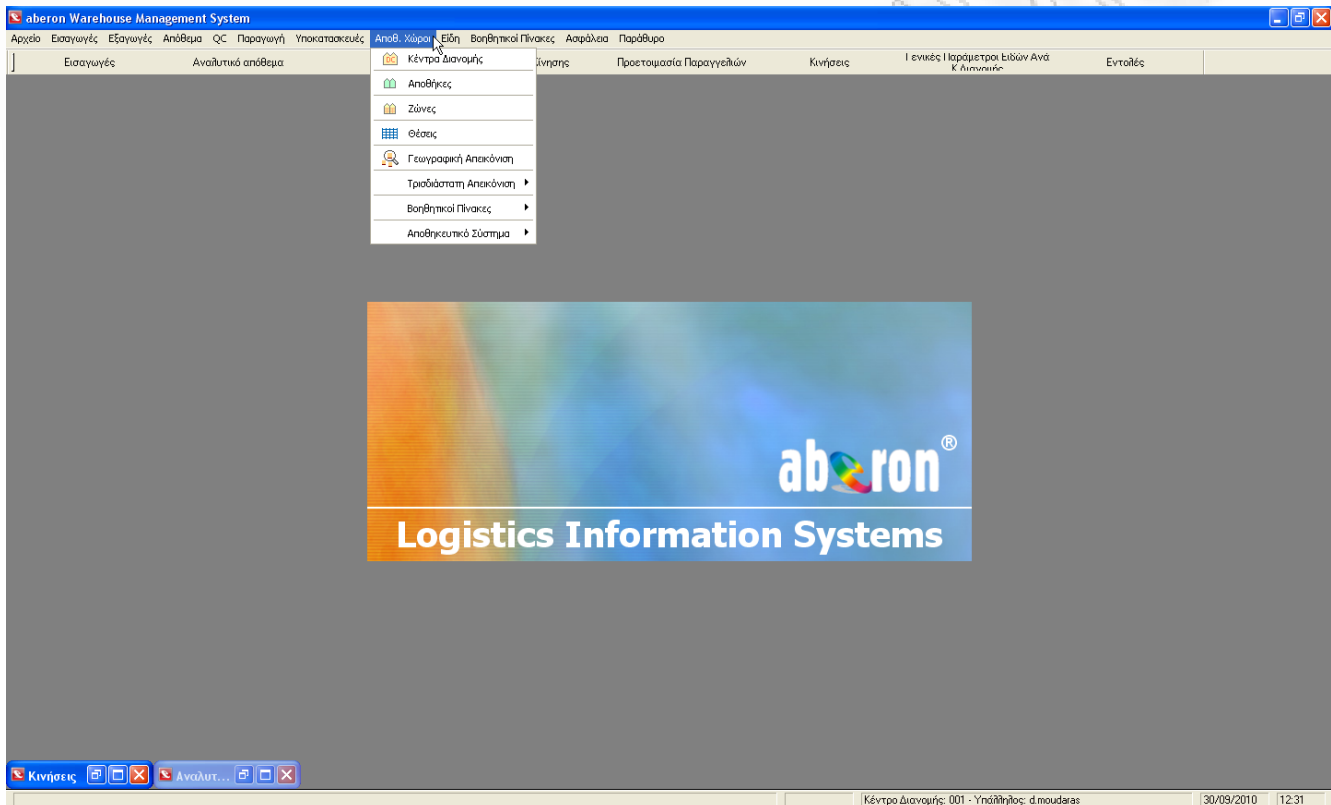 aberon Warehouse Management System
Αρχείο Εισαγωγές Εξαγωγές Απόθεμα QC Παραγωγή Υποκατασκευές Αποθ. Χώροι Είδη Βοηθητικοί Πίνακες Ασφάλεια Παράθυρο
Εισαγωγές Αναλυτικό απόθεμα Κίνησης Προετοιμασία Παραγγελιών Κινήσεις Γενικές Παράμετροι Ειδών Ανά Κ.Διανομής Εντολές
Κέντρα Διανομής
Αποθήκες
Ζώνες
Θέσεις
Γεωγραφική Απεικόνιση
Τρισδιάστατη Απεικόνιση
Βοηθητικοί Πίνακες
Αποθηκευτικό Σύστημα
aberon®
Logistics Information Systems
Κινήσεις Αναλυτ...
Κέντρο Διανομής: 001 - Υπάλληλος: d.moudaras 30/09/2010 12:31